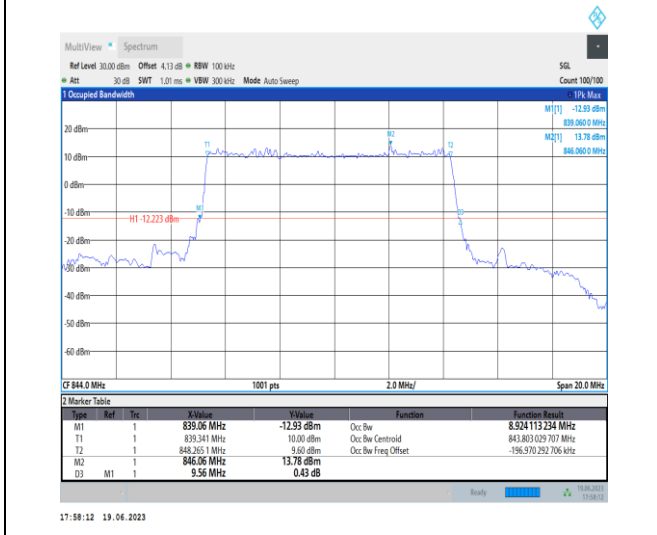 MultiView Spectrum
Ref Level 30.00 dBm Offset 4.13 dB RBW 100 kHz SGL
Att 30 dB SWT 1.01 ms VBW 300 kHz Mode Auto Sweep Count 100/100
1 Occupied Bandwidth 1Pk Max
M1[1] -12.93 dBm
839.060 0 MHz
M2[1] 13.78 dBm
846.060 0 MHz
20 dBm
M2
T1 T2
10 dBm
0 dBm
-10 dBm
M1 D3
H1 -12.223 dBm
-20 dBm
-30 dBm
-40 dBm
-50 dBm
-60 dBm
CF 844.0 MHz 1001 pts 2.0 MHz/ Span 20.0 MHz
2 Marker Table
Type Ref Trc X-Value Y-Value Function Function Result
M1 1 839.06 MHz -12.93 dBm Occ Bw 8.924 113 234 MHz
T1 1 839.341 MHz 10.00 dBm Occ Bw Centroid 843.803 029 707 MHz
T2 1 848.265 1 MHz 9.60 dBm Occ Bw Freq Offset -196.970 292 706 kHz
M2 1 846.06 MHz 13.78 dBm
D3 M1 1 9.56 MHz 0.43 dB
Ready 19.06.2023
17:58:12
17:58:12 19.06.2023